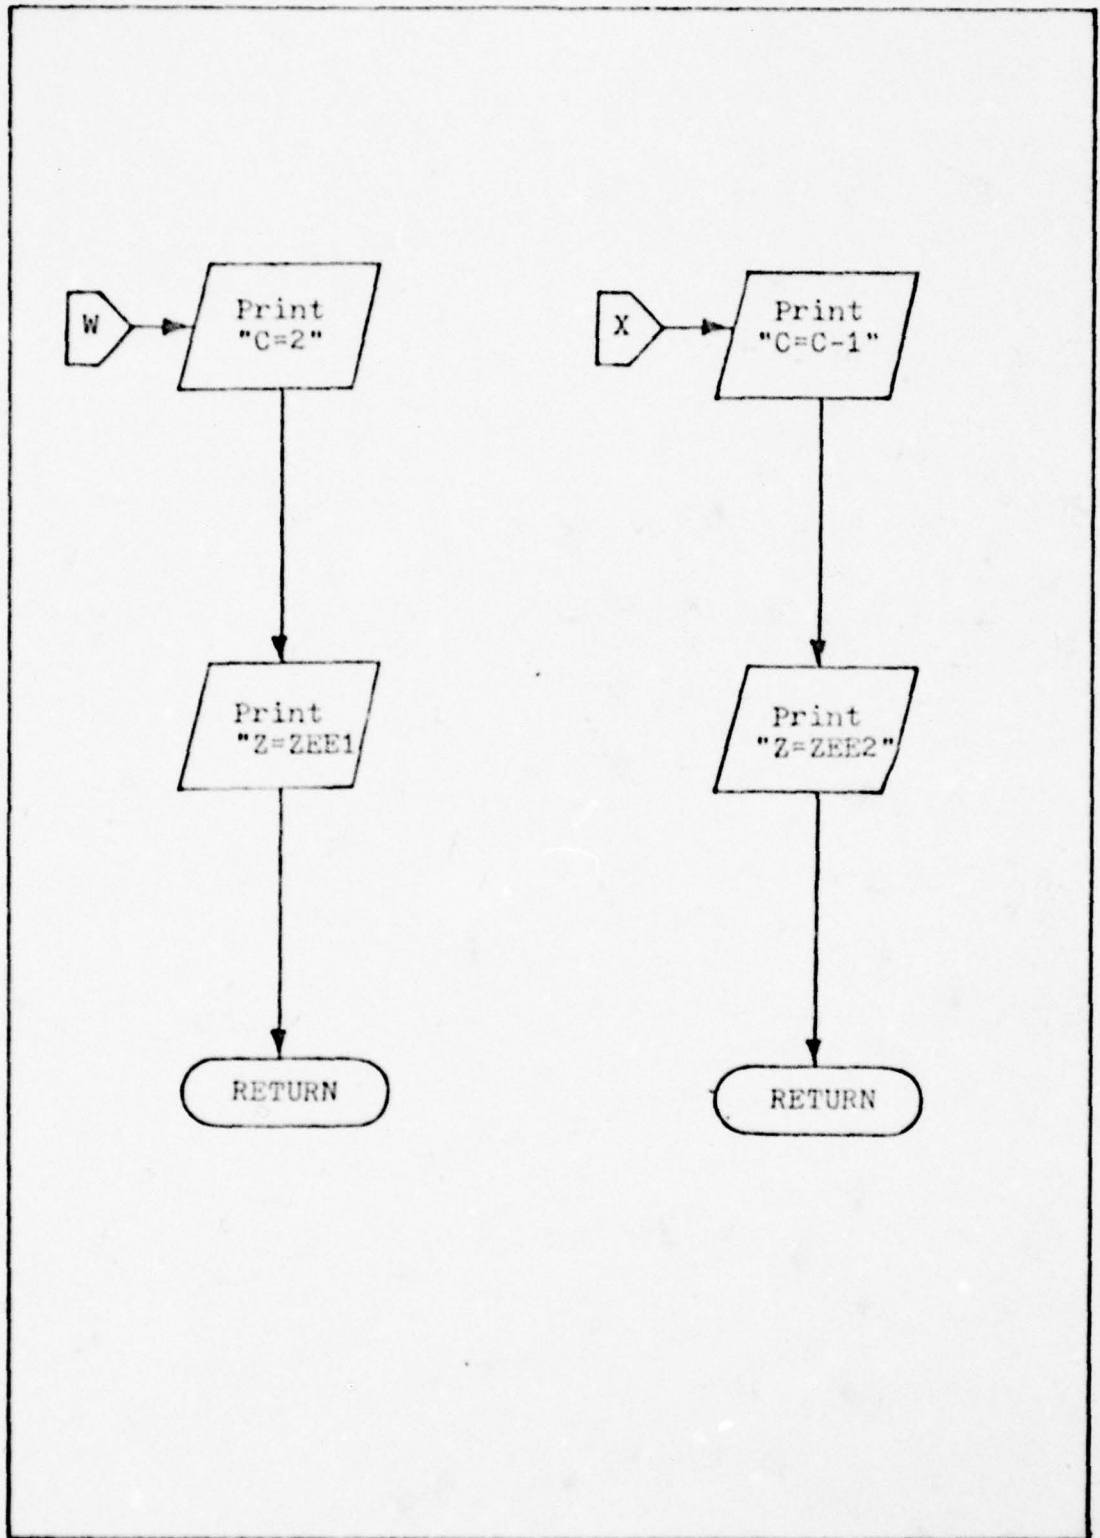 W
Print
"C=2"
Print
"Z=ZEE1
RETURN
X
Print
"C=C-1"
Print
"Z=ZEE2"
RETURN